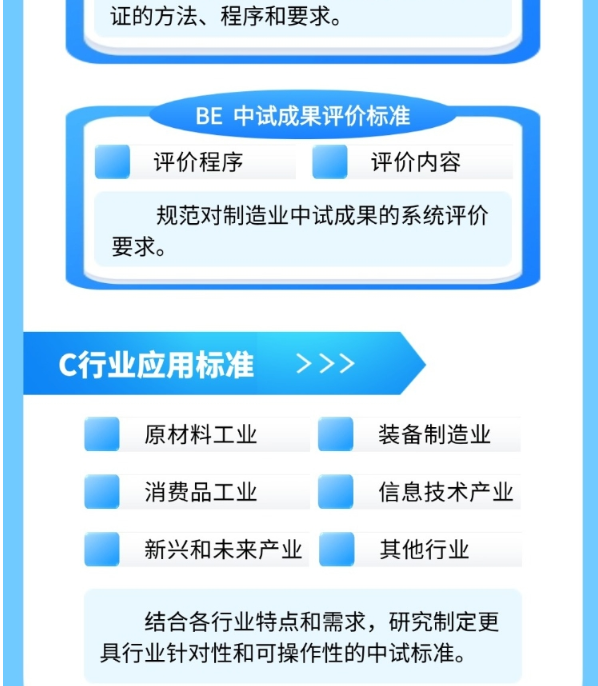 证的方法、程序和要求。
BE 中试成果评价标准
评价程序 评价内容
规范对制造业中试成果的系统评价
要求。
C行业应用标准 >>>
原材料工业 装备制造业
消费品工业 信息技术产业
新兴和未来产业 其他行业
结合各行业特点和需求，研究制定更
具行业针对性和可操作性的中试标准。